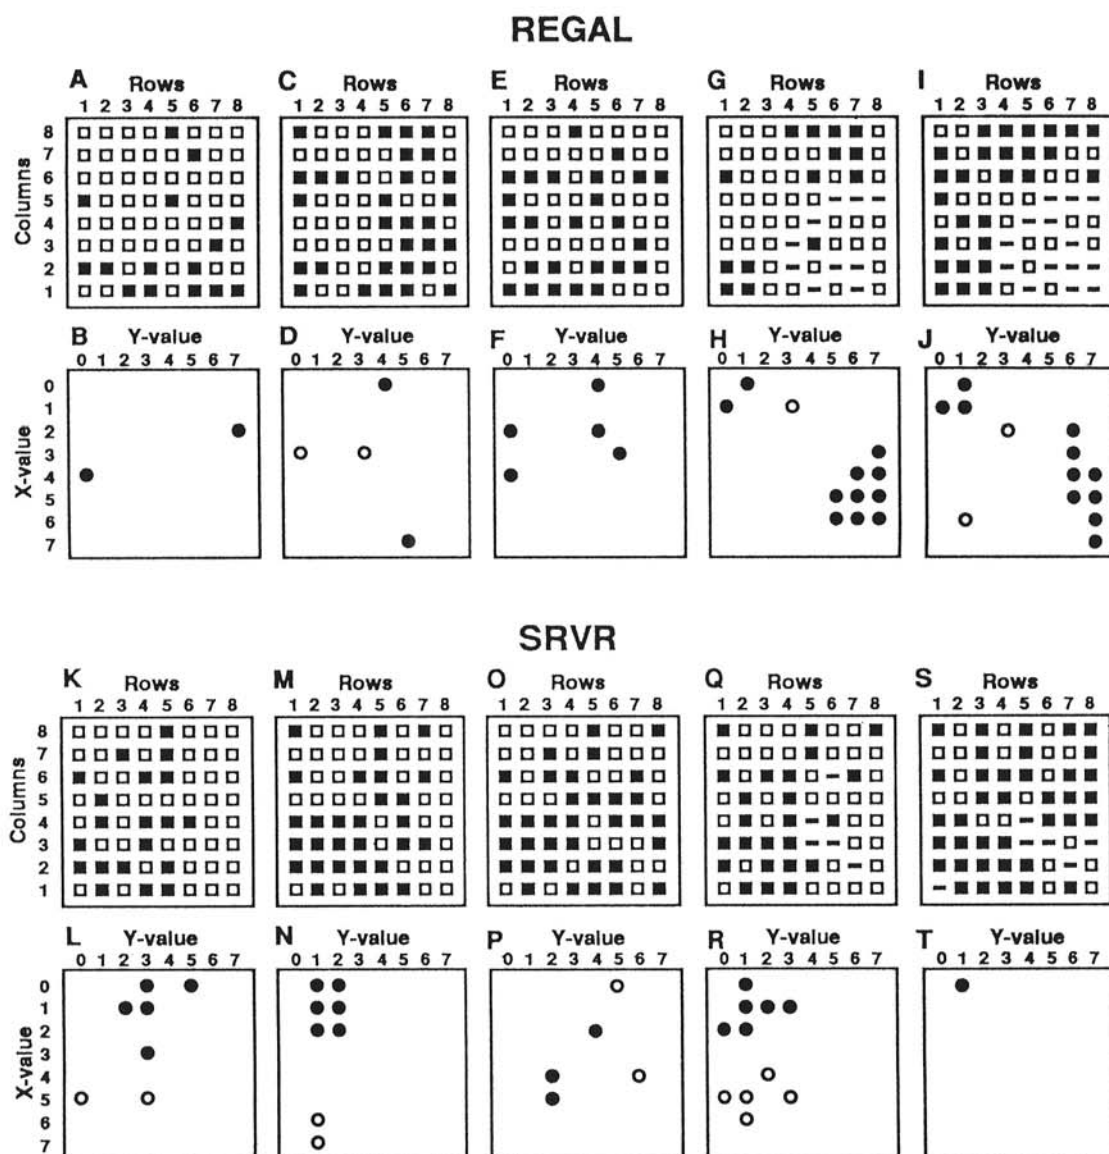 REGAL
A Rows C Rows E Rows G Rows I Rows
1 2 3 4 5 6 7 8 1 2 3 4 5 6 7 8 1 2 3 4 5 6 7 8 1 2 3 4 5 6 7 8 1 2 3 4 5 6 7 8
Columns
8
7
6
5
4
3
2
1
B Y-value D Y-value F Y-value H Y-value J Y-value
0 1 2 3 4 5 6 7 0 1 2 3 4 5 6 7 0 1 2 3 4 5 6 7 0 1 2 3 4 5 6 7 0 1 2 3 4 5 6 7
X-value
0
1
2
3
4
5
6
7
SRVR
K Rows M Rows O Rows Q Rows S Rows
1 2 3 4 5 6 7 8 1 2 3 4 5 6 7 8 1 2 3 4 5 6 7 8 1 2 3 4 5 6 7 8 1 2 3 4 5 6 7 8
Columns
8
7
6
5
4
3
2
1
L Y-value N Y-value P Y-value R Y-value T Y-value
0 1 2 3 4 5 6 7 0 1 2 3 4 5 6 7 0 1 2 3 4 5 6 7 0 1 2 3 4 5 6 7 0 1 2 3 4 5 6 7
X-value
0
1
2
3
4
5
6
7